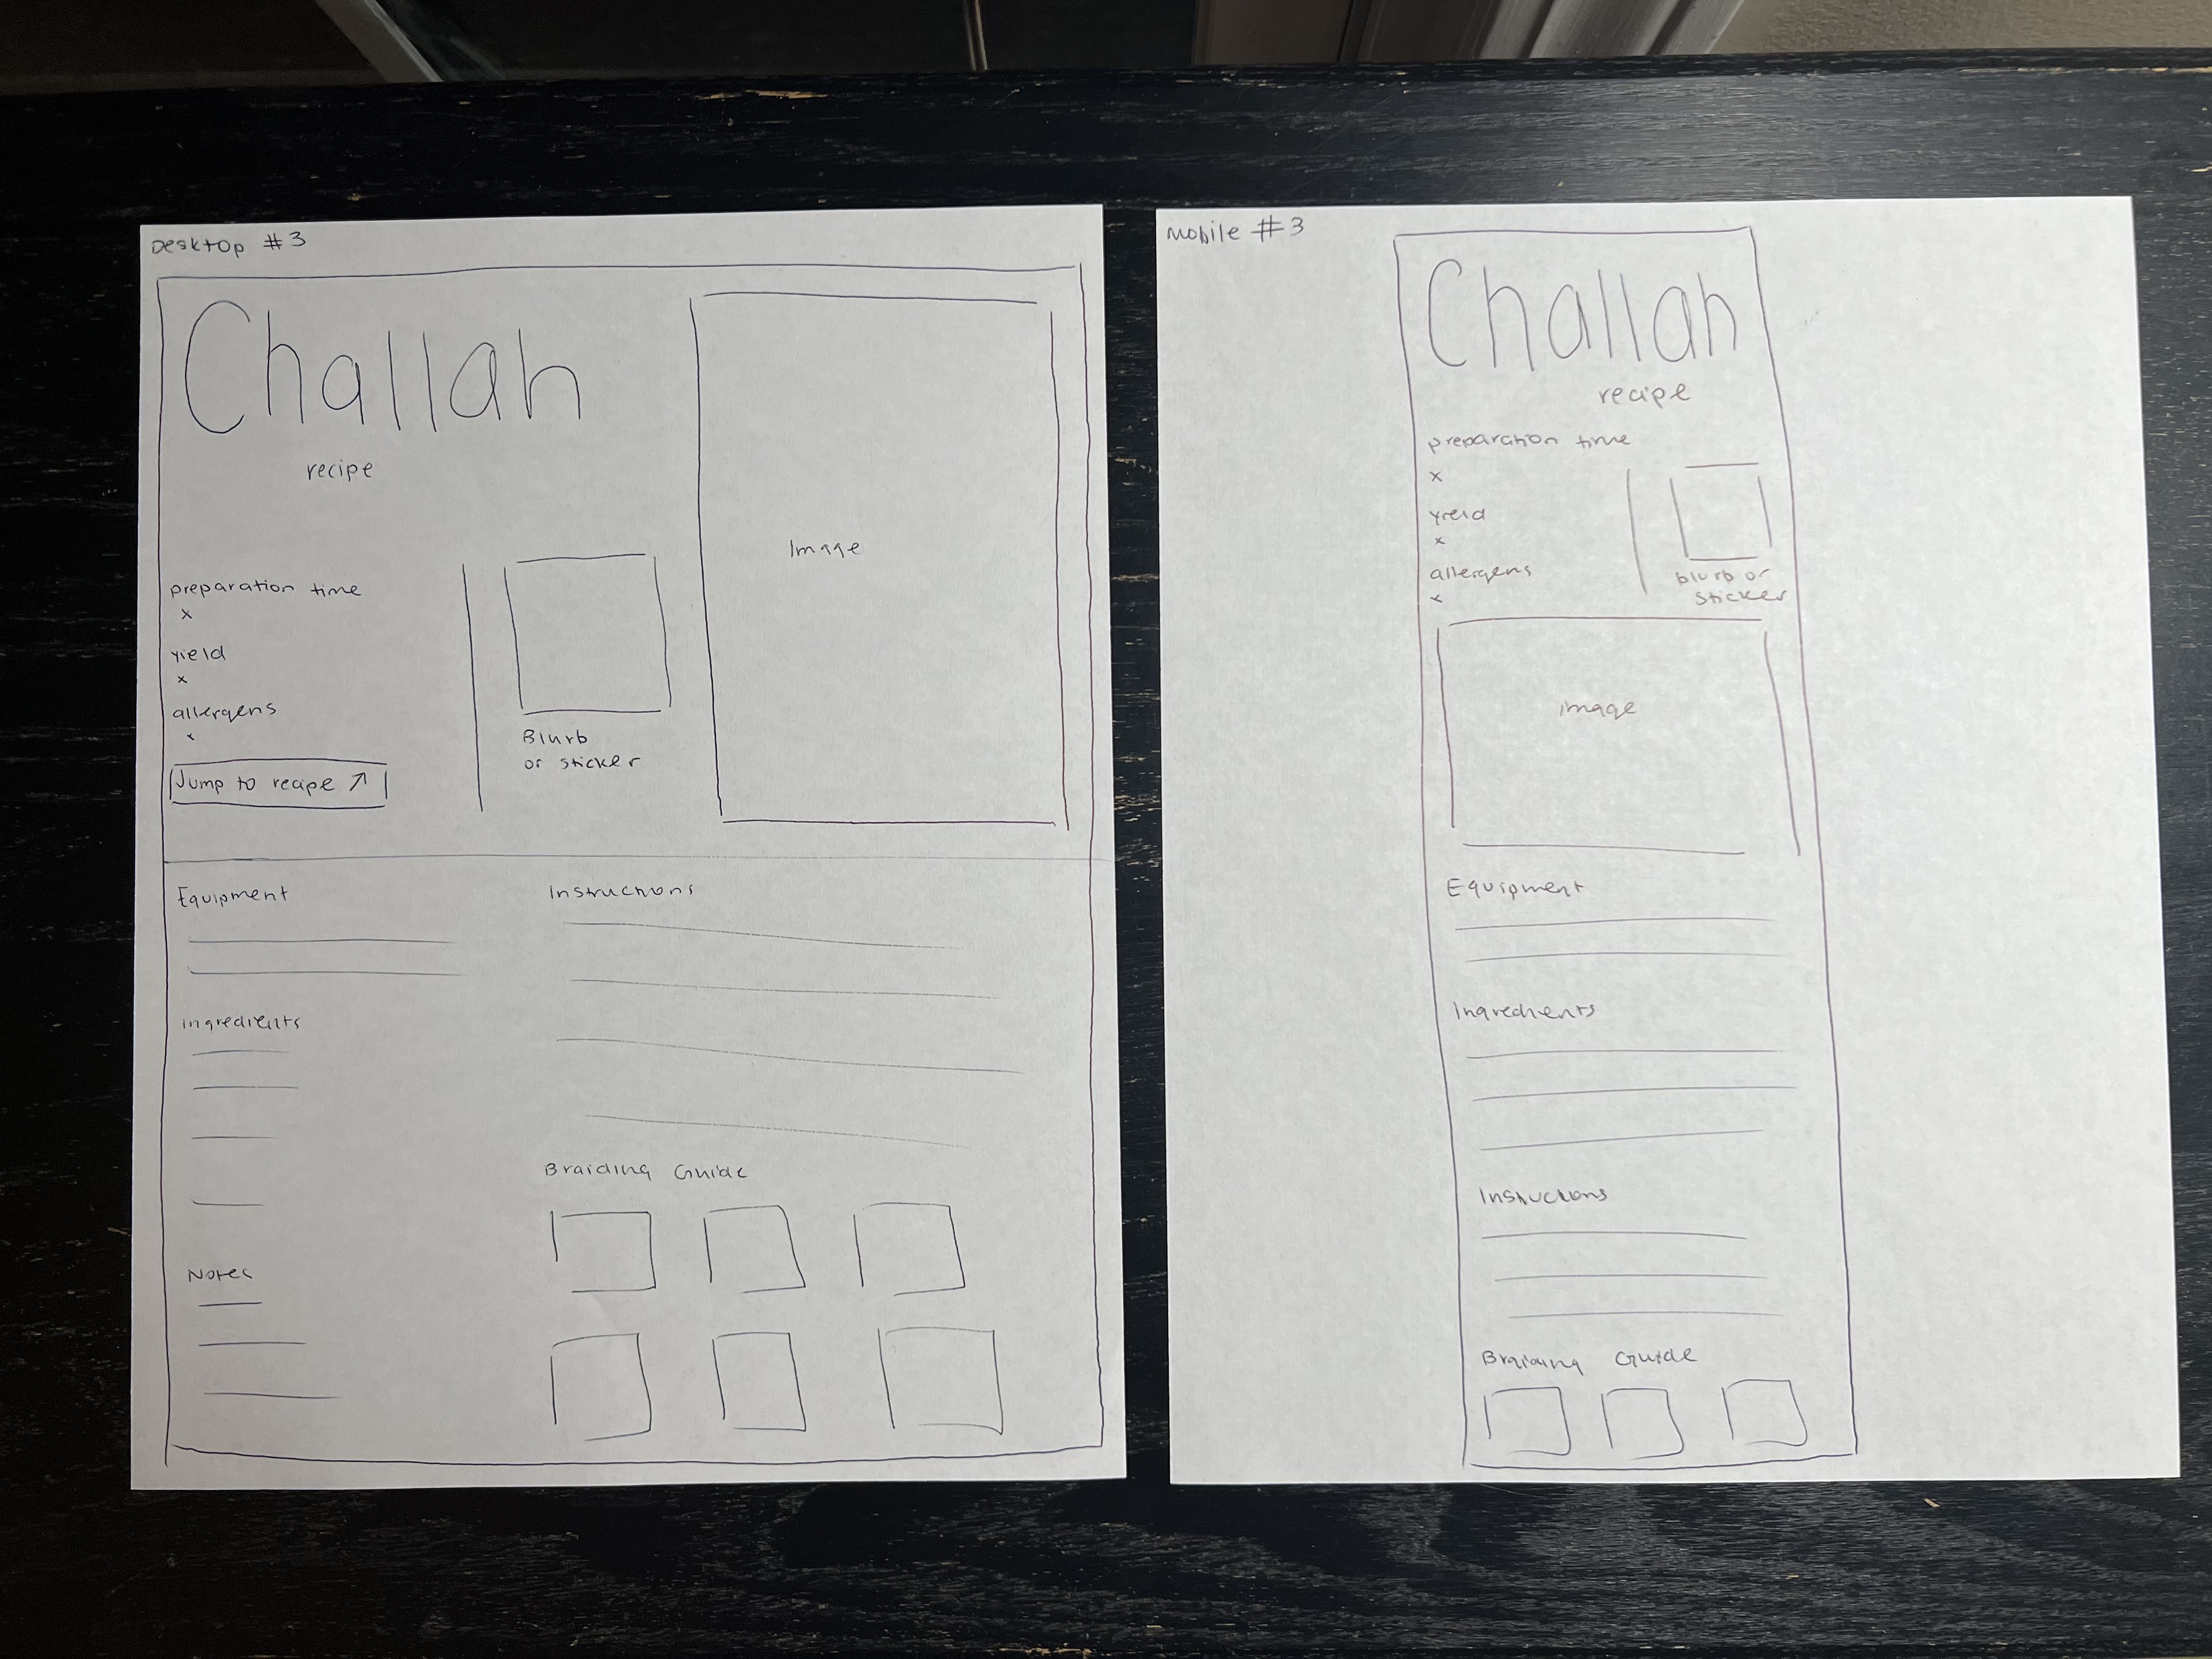 Desktop #3
Challah
recipe
Image
preparation time
x
yield
x
allergens
x
Jump to recipe ↗
Blurb
or sticker
Equipment
Ingredients
Notes
Instructions
Braiding Guide
Mobile #3
Challah
recipe
preparation time
x
yield
x
allergens
x
blurb or
sticker
image
Equipment
Ingredients
Instructions
Braiding Guide